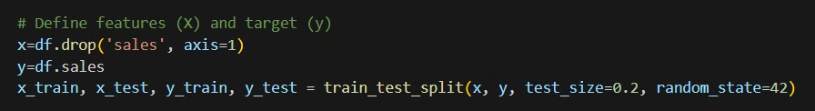 # Define features (X) and target (y)
x=df.drop('sales', axis=1)
y=df.sales
x_train, x_test, y_train, y_test = train_test_split(x, y, test_size=0.2, random_state=42)